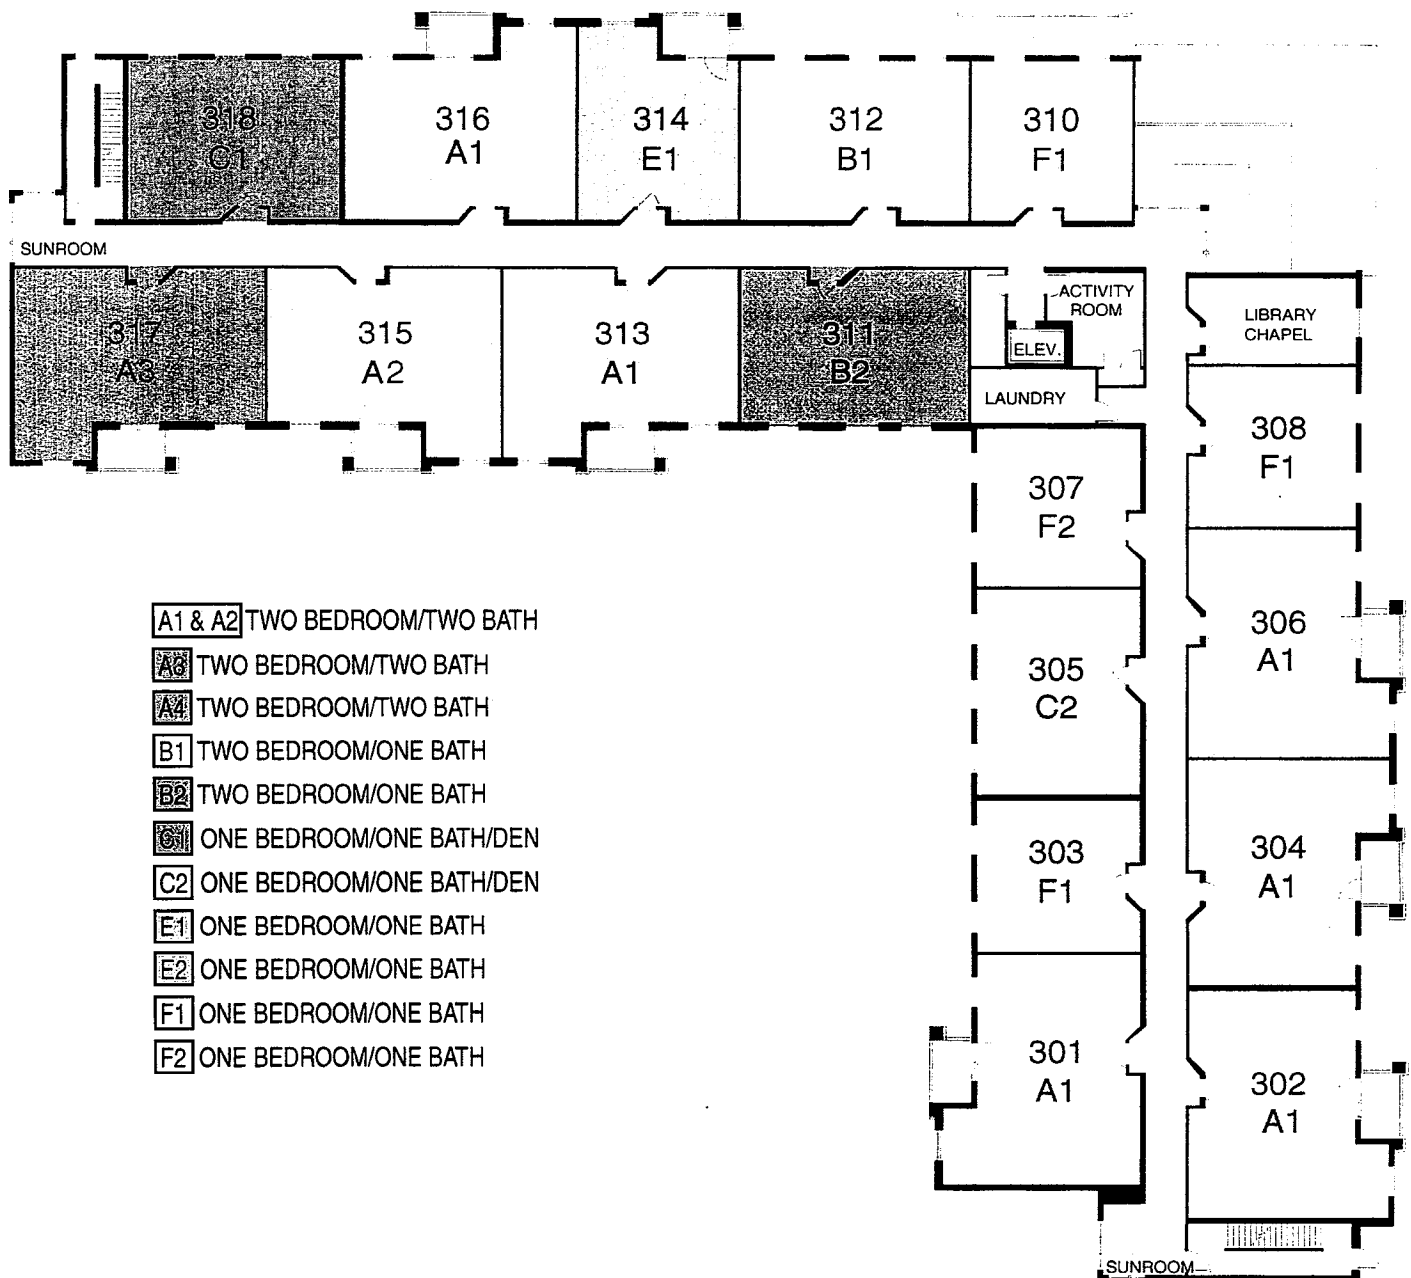 318
C1
316
A1
314
E1
312
B1
310
F1
SUNROOM
317
A3
315
A2
313
A1
311
B2
ACTIVITY
ROOM
ELEV.
LAUNDRY
LIBRARY
CHAPEL
308
F1
307
F2
306
A1
305
C2
304
A1
303
F1
301
A1
302
A1
SUNROOM
A1 & A2 TWO BEDROOM/TWO BATH
A3 TWO BEDROOM/TWO BATH
A4 TWO BEDROOM/TWO BATH
B1 TWO BEDROOM/ONE BATH
B2 TWO BEDROOM/ONE BATH
C1 ONE BEDROOM/ONE BATH/DEN
C2 ONE BEDROOM/ONE BATH/DEN
E1 ONE BEDROOM/ONE BATH
E2 ONE BEDROOM/ONE BATH
F1 ONE BEDROOM/ONE BATH
F2 ONE BEDROOM/ONE BATH